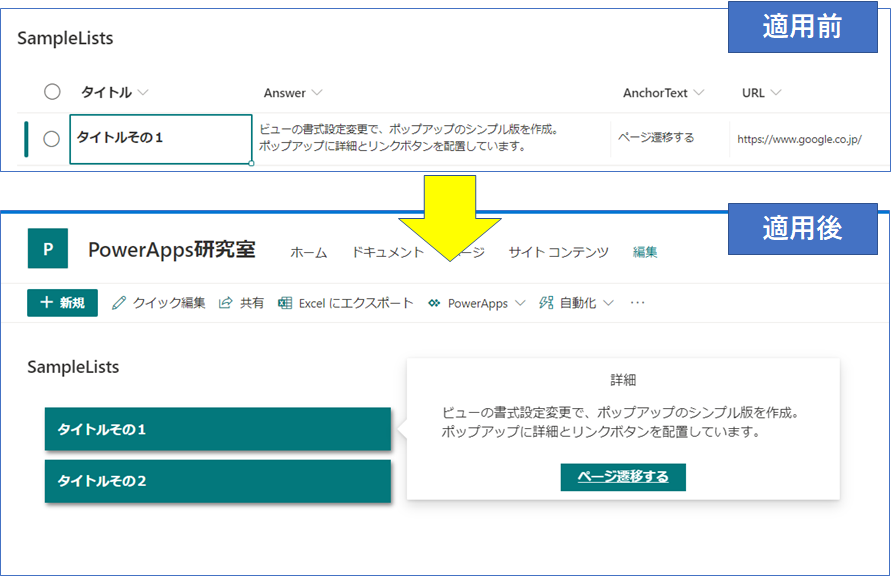 適用前
SampleLists
タイトル Answer AnchorText URL
タイトルその1 ビューの書式設定変更で、ポップアップのシンプル版を作成。 ページ遷移する https://www.google.co.jp/
ポップアップに詳細とリンクボタンを配置しています。
適用後
P PowerApps研究室 ホーム ドキュメント ージ サイト コンテンツ 編集
+ 新規 クイック編集 共有 Excel にエクスポート PowerApps 自動化 ...
SampleLists
詳細
ビューの書式設定変更で、ポップアップのシンプル版を作成。
ポップアップに詳細とリンクボタンを配置しています。
ページ遷移する
タイトルその1
タイトルその2